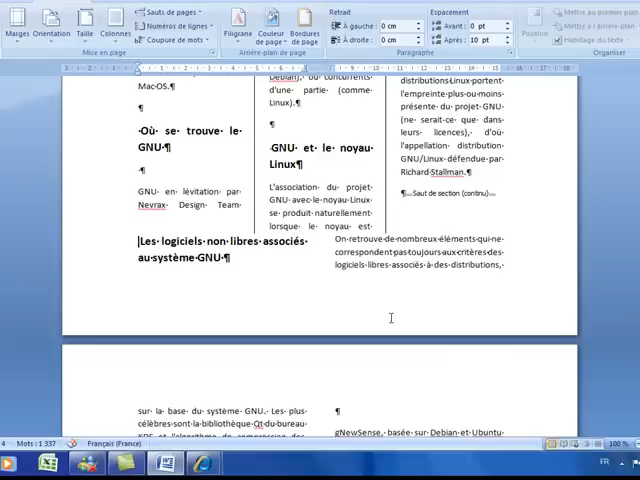 Marges Orientation Taille Colonnes
Sauts de pages
Numéros de lignes
Coupure de mots
Mise en page
Filigrane Couleur de page Bordures de page
Arrière-plan de page
Retrait
À gauche : 0 cm
À droite : 0 cm
Espacement
Avant : 0 pt
Après : 10 pt
Paragraphe
Position
Mettre au premier plan
Mettre à l'arrière-plan
Habillage du texte
Organiser
Mac-OS.¶
¶
·Où se trouve le
GNU·¶
·¶
GNU en lévitation par
Nevrax Design Team·
Debian), ou concurrents
d'une partie (comme
Linux).¶
¶
·GNU et le noyau
Linux¶
L'association du projet
GNU avec le noyau Linux
se produit naturellement
lorsque le noyau est
distributions Linux portent
l'empreinte plus ou moins
présente du projet GNU
(ne serait-ce que dans
leurs licences), d'où
l'appellation distribution
GNU/Linux défendue par
Richard Stallman.¶
¶Saut de section (continu)
Les logiciels non libres associés
au système GNU·¶
On retrouve de nombreux éléments qui ne
correspondent pas toujours aux critères des
logiciels libres associés à des distributions,·
sur la base du système GNU.· Les plus
célèbres sont la bibliothèque Qt du bureau
KDE et l'algorithme de compression des
¶
gNewSense, basée sur Debian et Ubuntu
4 Mots : 1 337 Français (France) 100 %
FR